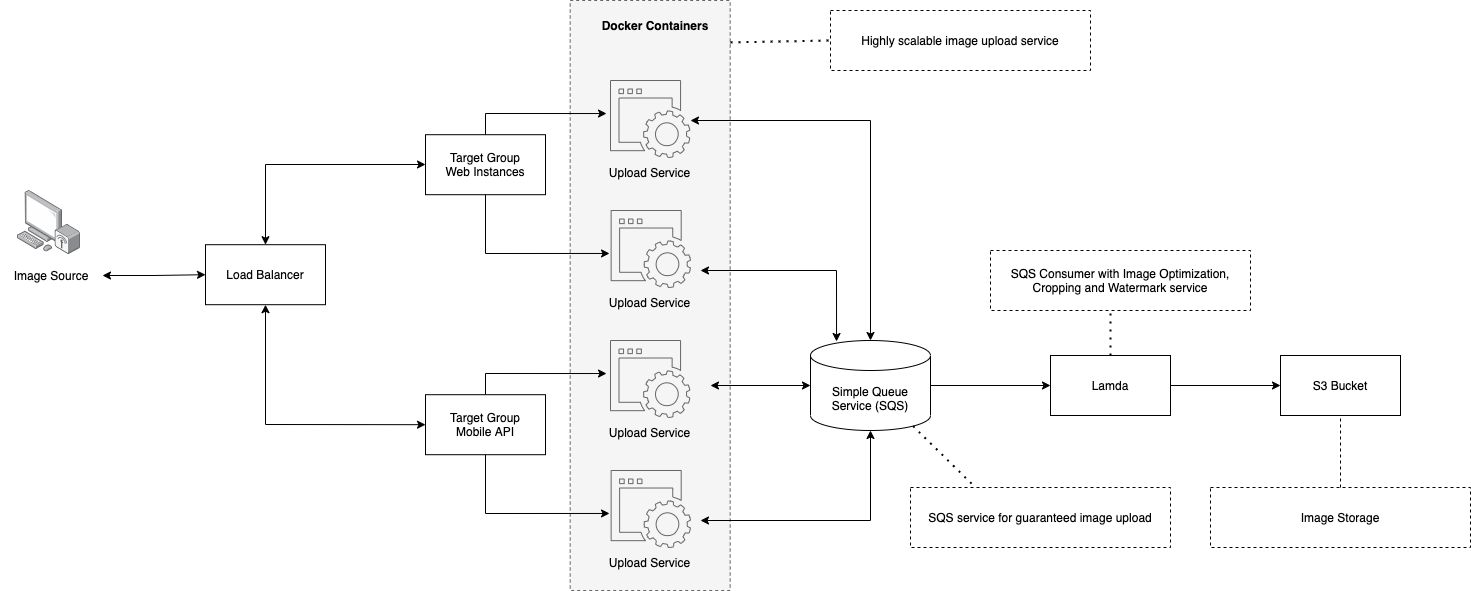 Docker Containers
Highly scalable image upload service
Target Group
Web Instances
Upload Service
Image Source
Load Balancer
Upload Service
SQS Consumer with Image Optimization,
Cropping and Watermark service
Target Group
Mobile API
Upload Service
Simple Queue
Service (SQS)
Lamda
S3 Bucket
SQS service for guaranteed image upload
Image Storage
Upload Service